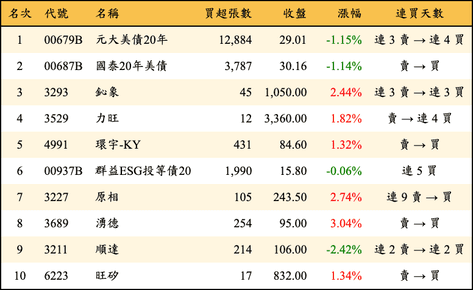 名次 代號 名稱 買超張數 收盤 漲幅 連買天數
1 00679B 元大美債20年 12,884 29.01 -1.15% 連 3 賣 → 連 4 買
2 00687B 國泰20年美債 3,787 30.16 -1.14% 賣 → 買
3 3293 鈊象 45 1,050.00 2.44% 連 3 賣 → 連 3 買
4 3529 力旺 12 3,360.00 1.82% 賣 → 連 4 買
5 4991 環宇-KY 431 84.60 1.32% 賣 → 買
6 00937B 群益ESG投等債20 1,990 15.80 -0.06% 連 5 買
7 3227 原相 105 243.50 2.74% 連 9 賣 → 買
8 3689 湧德 254 95.00 3.04% 賣 → 買
9 3211 順達 214 106.00 -2.42% 連 2 賣 → 連 2 買
10 6223 旺矽 17 832.00 1.34% 賣 → 買